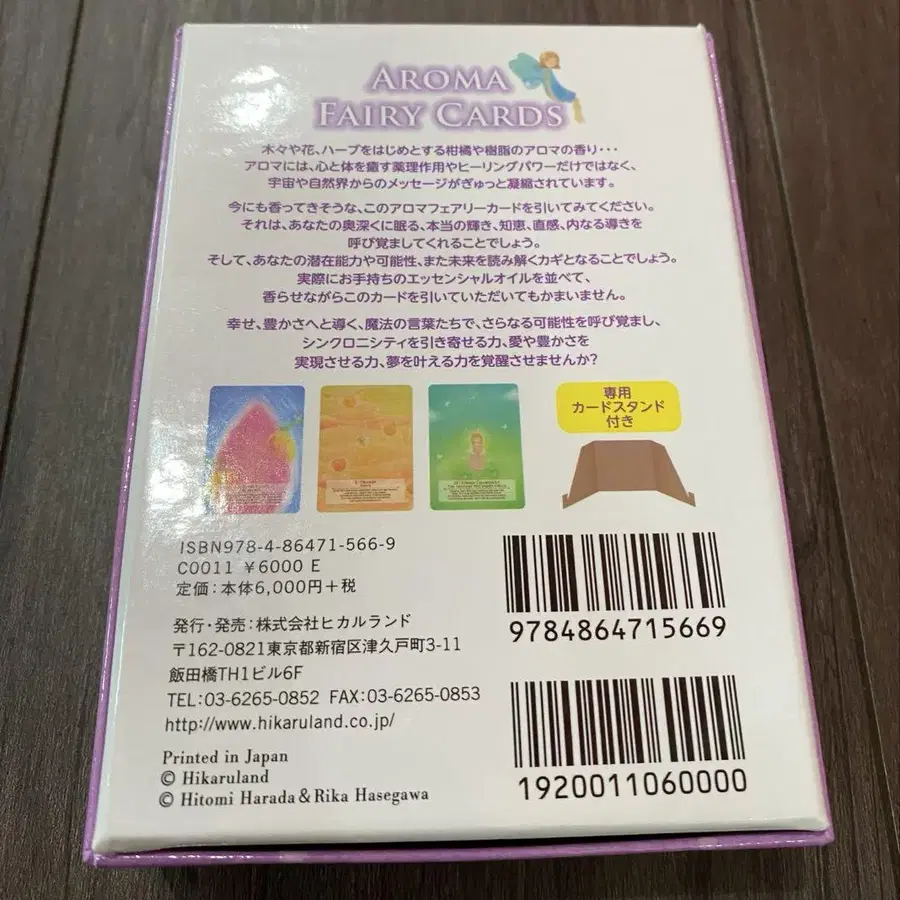 AROMA
FAIRY CARDS
木々や花、ハーブをはじめとする柑橘や樹脂のアロマの香り・・・
アロマには、心と体を癒す薬理作用やヒーリングパワーだけではなく、
宇宙や自然界からのメッセージがぎゅっと凝縮されています。
今にも香ってきそうな、このアロマフェアリーカードを引いてみてください。
それは、あなたの奥深くに眠る、本当の輝き、知恵、直感、内なる導きを
呼び覚ましてくれることでしょう。
そして、あなたの潜在能力や可能性、また未来を読み解くカギとなることでしょう。
実際にお手持ちのエッセンシャルオイルを並べて、
香らせながらこのカードを引いていただいてもかまいません。
幸せ、豊かさへと導く、魔法の言葉たちで、さらなる可能性を呼び覚まし、
シンクロニシティを引き寄せる力、愛や豊かさを
実現させる力、夢を叶える力を覚醒させませんか?
専用
カードスタンド
付き
ISBN978-4-86471-566-9
C0011 ¥6000 E
定価:本体6,000円+税
発行・発売:株式会社ヒカルランド
〒162-0821東京都新宿区津久戸町3-11
飯田橋TH1ビル6F
TEL:03-6265-0852 FAX:03-6265-0853
http://www.hikaruland.co.jp/
Printed in Japan
© Hikaruland
© Hitomi Harada & Rika Hasegawa
9784864715669
1920011060000